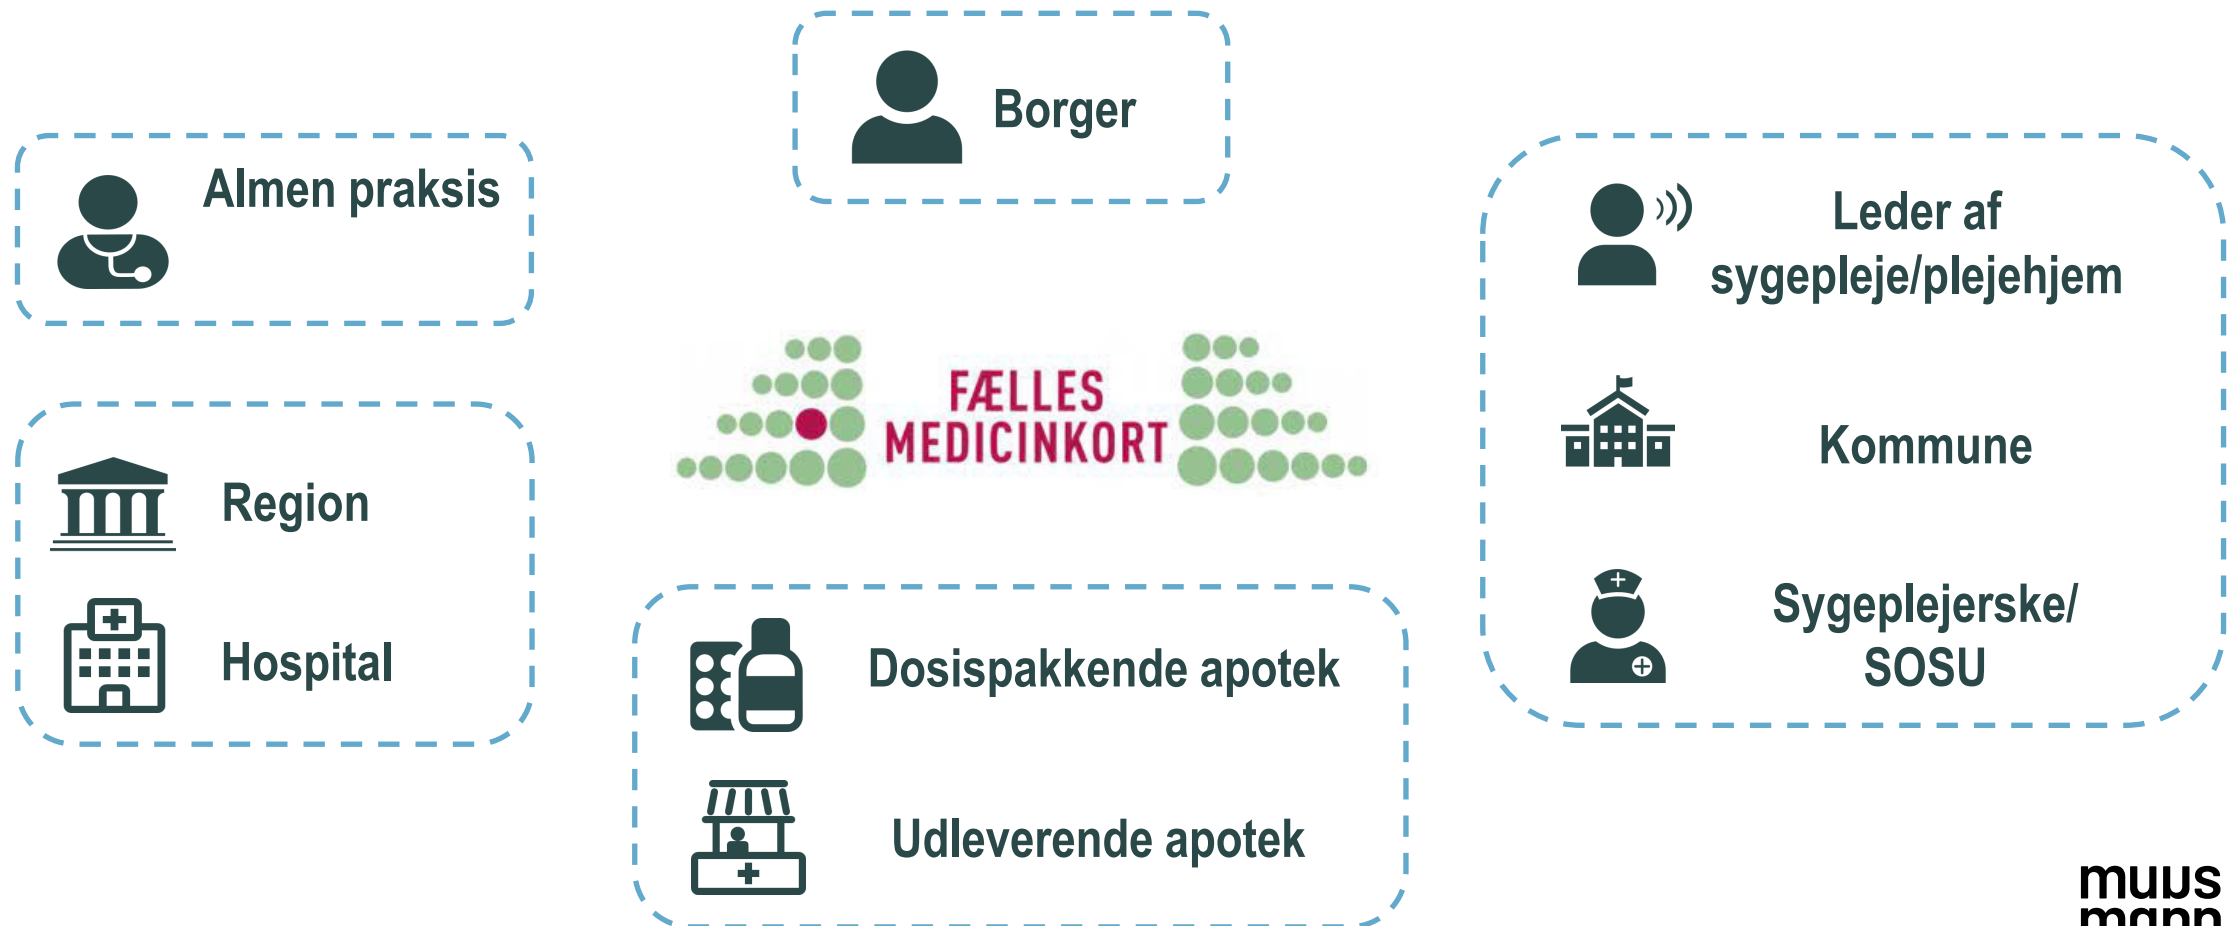 Borger
Almen praksis
Region
Hospital
FÆLLES
MEDICINKORT
Dosispakkende apotek
Udleverende apotek
Leder af
sygepleje/plejehjem
Kommune
Sygeplejerske/
SOSU
muus
mann